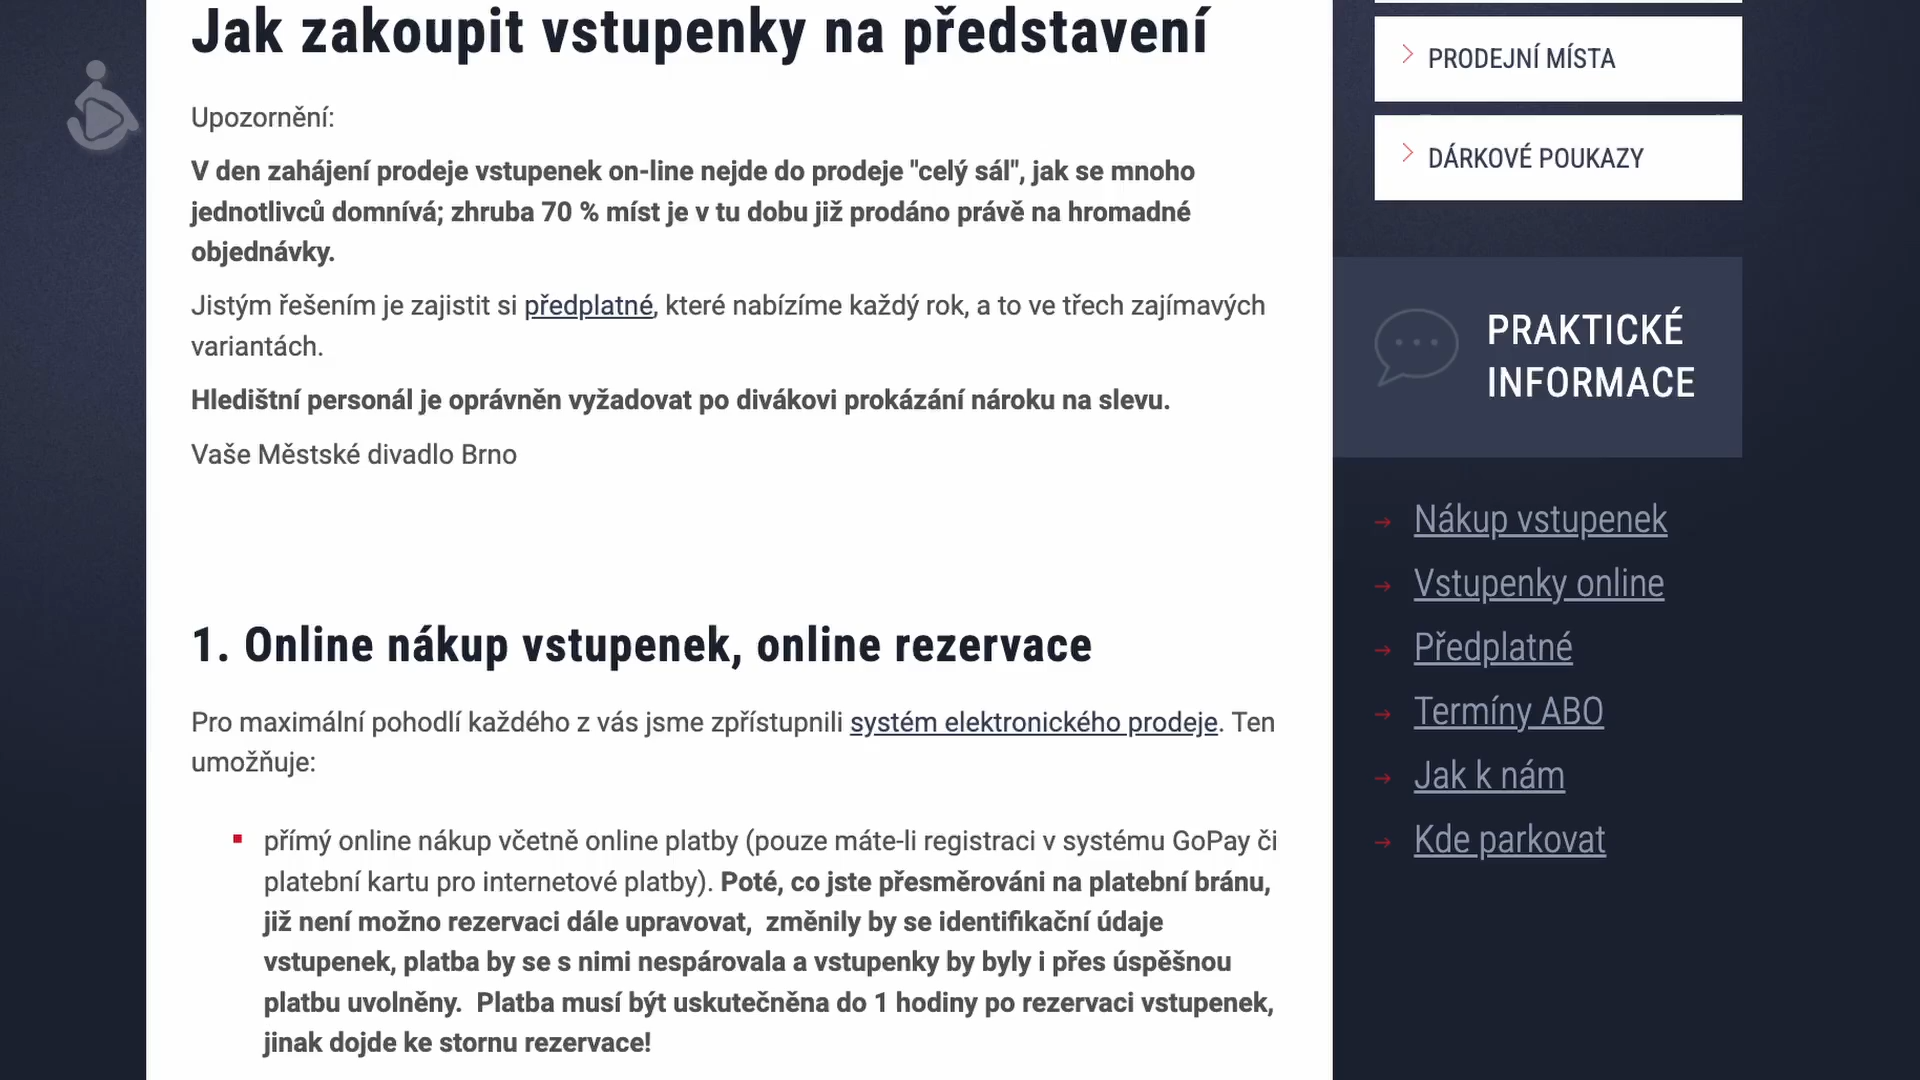 Jak zakoupit vstupenky na představení
Upozornění:
V den zahájení prodeje vstupenek on-line nejde do prodeje "celý sál", jak se mnoho
jednotlivců domnívá; zhruba 70 % míst je v tu dobu již prodáno právě na hromadné
objednávky.
Jistým řešením je zajistit si předplatné, které nabízíme každý rok, a to ve třech zajímavých
variantách.
Hledištní personál je oprávněn vyžadovat po divákovi prokázání nároku na slevu.
Vaše Městské divadlo Brno
1. Online nákup vstupenek, online rezervace
Pro maximální pohodlí každého z vás jsme zpřístupnili systém elektronického prodeje. Ten
umožňuje:
přímý online nákup včetně online platby (pouze máte-li registraci v systému GoPay či
platební kartu pro internetové platby). Poté, co jste přesměrováni na platební bránu,
již není možno rezervaci dále upravovat,  změnily by se identifikační údaje
vstupenek, platba by se s nimi nespárovala a vstupenky by byly i přes úspěšnou
platbu uvolněny.  Platba musí být uskutečněna do 1 hodiny po rezervaci vstupenek,
jinak dojde ke stornu rezervace!
PRODEJNÍ MÍSTA
DÁRKOVÉ POUKAZY
PRAKTICKÉ
INFORMACE
Nákup vstupenek
Vstupenky online
Předplatné
Termíny ABO
Jak k nám
Kde parkovat